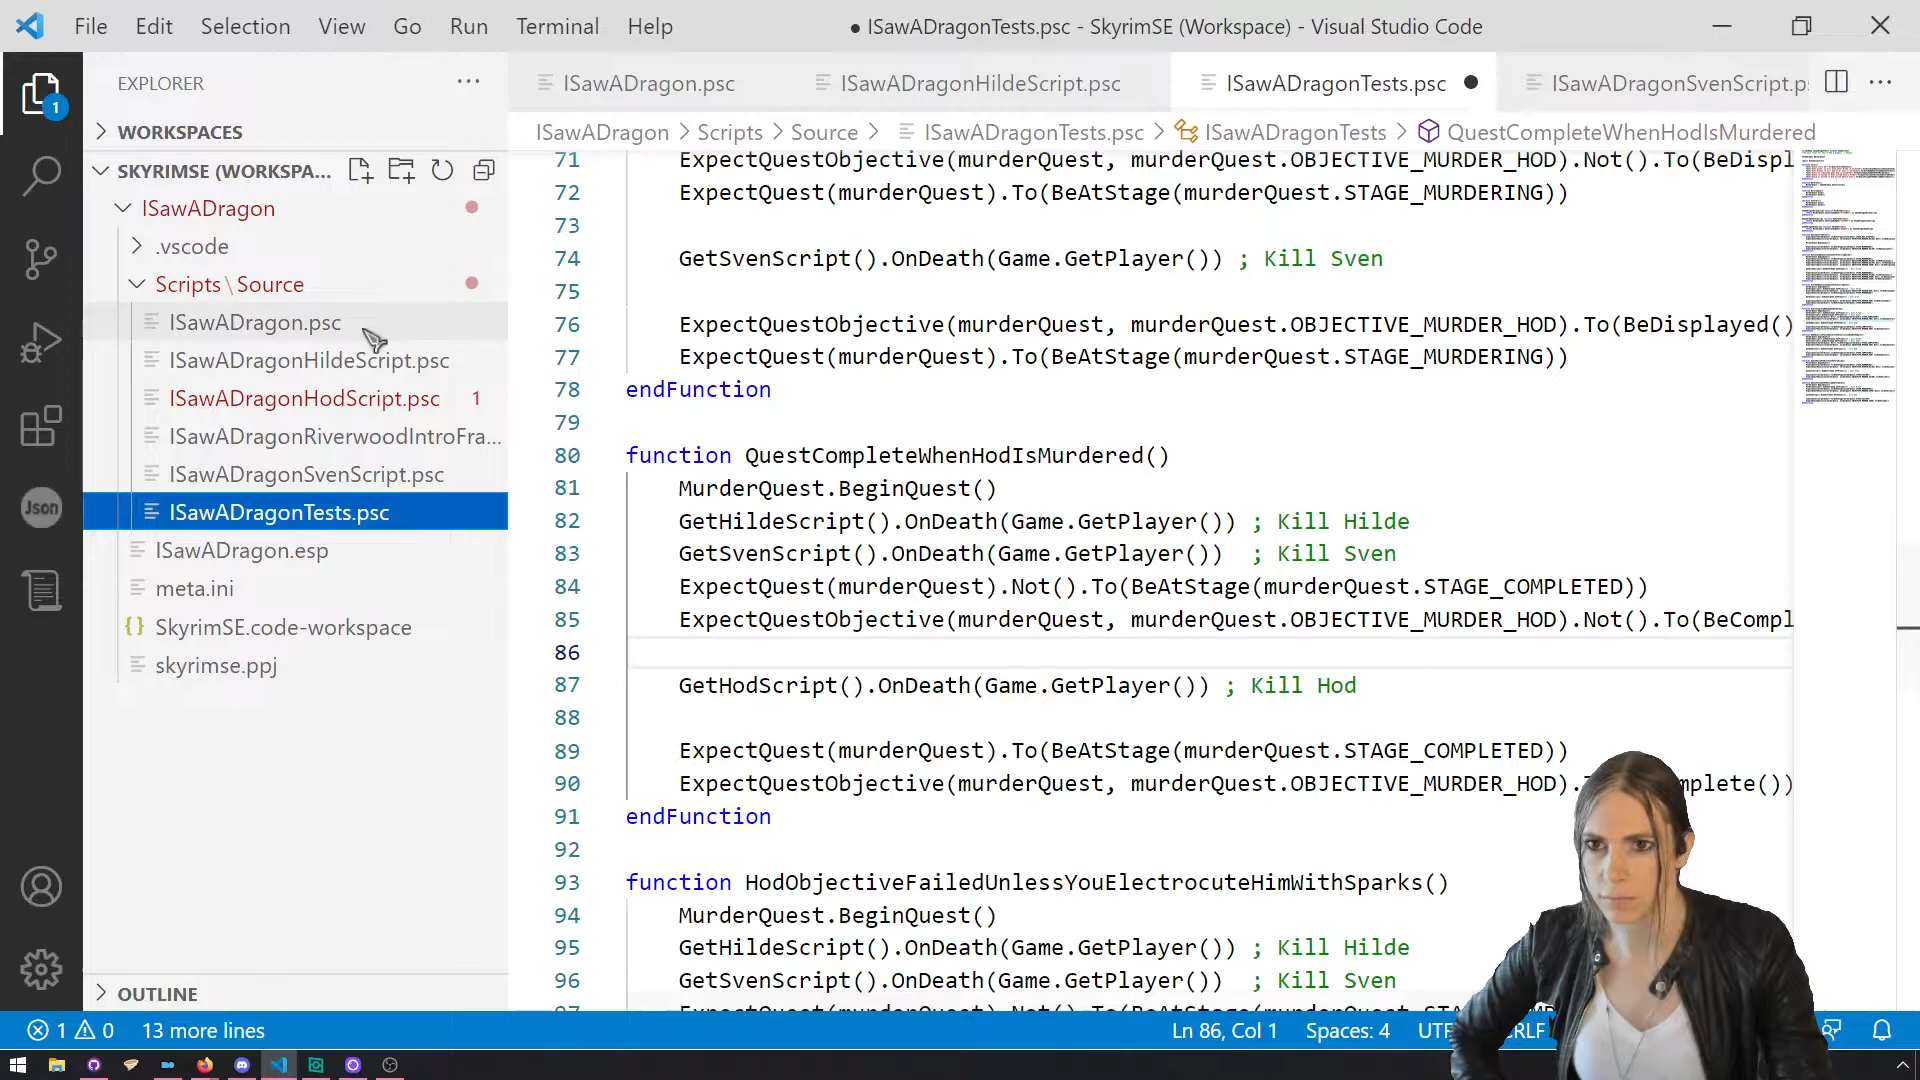 File Edit Selection View Go Run Terminal Help
● ISawADragonTests.psc - SkyrimSE (Workspace) - Visual Studio Code
EXPLORER
WORKSPACES
SKYRIMSE (WORKSPA...
ISawADragon
.vscode
Scripts\Source
ISawADragon.psc
ISawADragonHildeScript.psc
ISawADragonHodScript.psc 1
ISawADragonRiverwoodIntroFra...
ISawADragonSvenScript.psc
ISawADragonTests.psc
ISawADragon.esp
meta.ini
{} SkyrimSE.code-workspace
skyrimse.ppj
OUTLINE
1
Json
ISawADragon.psc ISawADragonHildeScript.psc ISawADragonTests.psc ● ISawADragonSvenScript.p
ISawADragon > Scripts > Source > ISawADragonTests.psc > ISawADragonTests > QuestCompleteWhenHodIsMurdered
71 ExpectQuestObjective(murderQuest, murderQuest.OBJECTIVE_MURDER_HOD).Not().To(BeDispl
72 ExpectQuest(murderQuest).To(BeAtStage(murderQuest.STAGE_MURDERING))
73
74 GetSvenScript().OnDeath(Game.GetPlayer()) ; Kill Sven
75
76 ExpectQuestObjective(murderQuest, murderQuest.OBJECTIVE_MURDER_HOD).To(BeDisplayed()
77 ExpectQuest(murderQuest).To(BeAtStage(murderQuest.STAGE_MURDERING))
78 endFunction
79
80 function QuestCompleteWhenHodIsMurdered()
81 MurderQuest.BeginQuest()
82 GetHildeScript().OnDeath(Game.GetPlayer()) ; Kill Hilde
83 GetSvenScript().OnDeath(Game.GetPlayer())  ; Kill Sven
84 ExpectQuest(murderQuest).Not().To(BeAtStage(murderQuest.STAGE_COMPLETED))
85 ExpectQuestObjective(murderQuest, murderQuest.OBJECTIVE_MURDER_HOD).Not().To(BeCompl
86
87 GetHodScript().OnDeath(Game.GetPlayer()) ; Kill Hod
88
89 ExpectQuest(murderQuest).To(BeAtStage(murderQuest.STAGE_COMPLETED))
90 ExpectQuestObjective(murderQuest, murderQuest.OBJECTIVE_MURDER_HOD). mplete())
91 endFunction
92
93 function HodObjectiveFailedUnlessYouElectrocuteHimWithSparks()
94 MurderQuest.BeginQuest()
95 GetHildeScript().OnDeath(Game.GetPlayer()) ; Kill Hilde
96 GetSvenScript().OnDeath(Game.GetPlayer())  ; Kill Sven
1 0 13 more lines
Ln 86, Col 1 Spaces: 4 UTF RLF